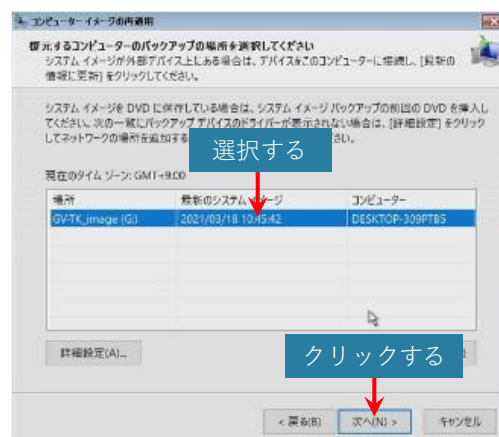 コンピューター イメージの再適用
復元するコンピューターのバックアップの場所を選択してください
システム イメージが外部デバイス上にある場合は、デバイスをこのコンピューターに接続し、[最新の
情報に更新] をクリックしてください。
システム イメージを DVD に保存している場合は、システム イメージ バックアップの前回の DVD を挿入し
てください。次の一覧にバックアップ デバイスのドライバーが表示されない場合は、[詳細設定] をクリック
してネットワークの場所を追加する ださい。
選択する
現在のタイム ゾーン: GMT+9:00
場所 最新のシステム イメージ コンピューター
GV-TK_image (G:) 2021/03/18 10:45:42 DESKTOP-309PTB5
詳細設定(A)...
クリックする
< 戻る(B) 次へ(N) > キャンセル